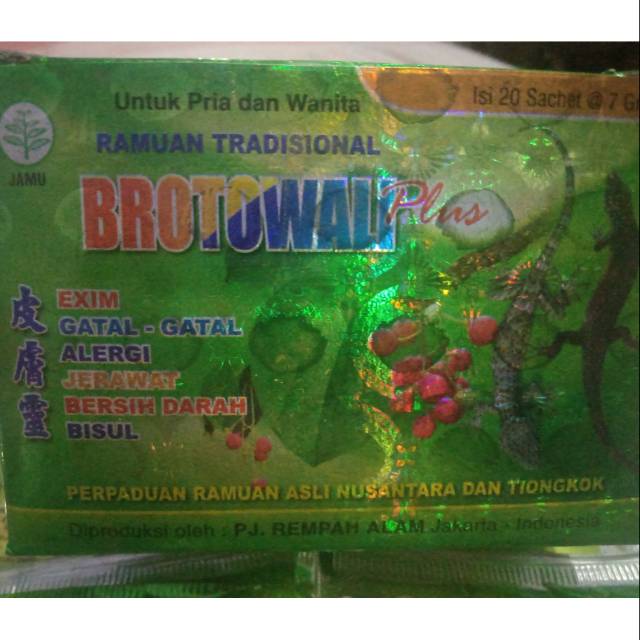 Untuk Pria dan Wanita
Isi 20 Sachet @ 7 G
RAMUAN TRADISIONAL
JAMU
BROTOWALI Plus
皮膚靈
EXIM
GATAL - GATAL
ALERGI
JERAWAT
BERSIH DARAH
BISUL
PERPADUAN RAMUAN ASLI NUSANTARA DAN TIONGKOK
Diproduksi oleh : PJ. REMPAH ALAM Jakarta - Indonesia